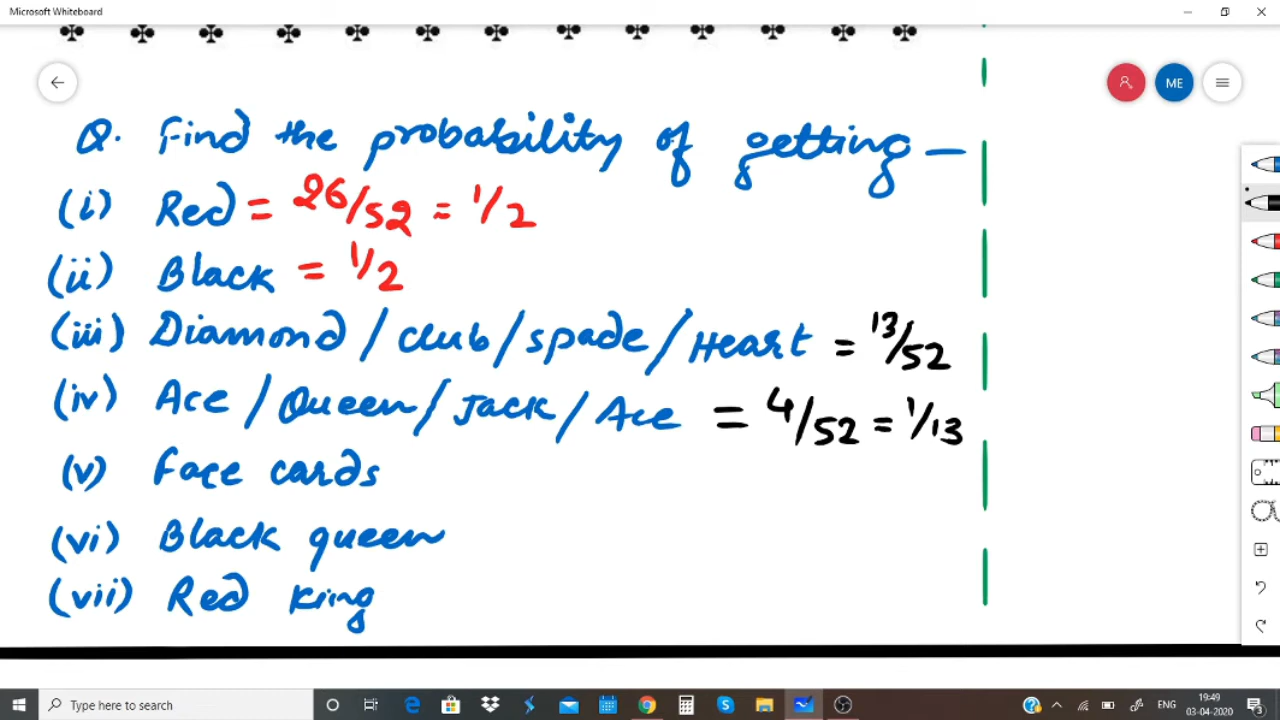 Microsoft Whiteboard
ME
Q. Find the probability of getting —
(i) Red = 26/52 = 1/2
(ii) Black = 1/2
(iii) Diamond / club / spade / Heart = 13/52
(iv) Ace / Queen / Jack / Ace = 4/52 = 1/13
(v) Face cards
(vi) Black queen
(vii) Red king
Type here to search
ENG
19:49
03-04-2020
3